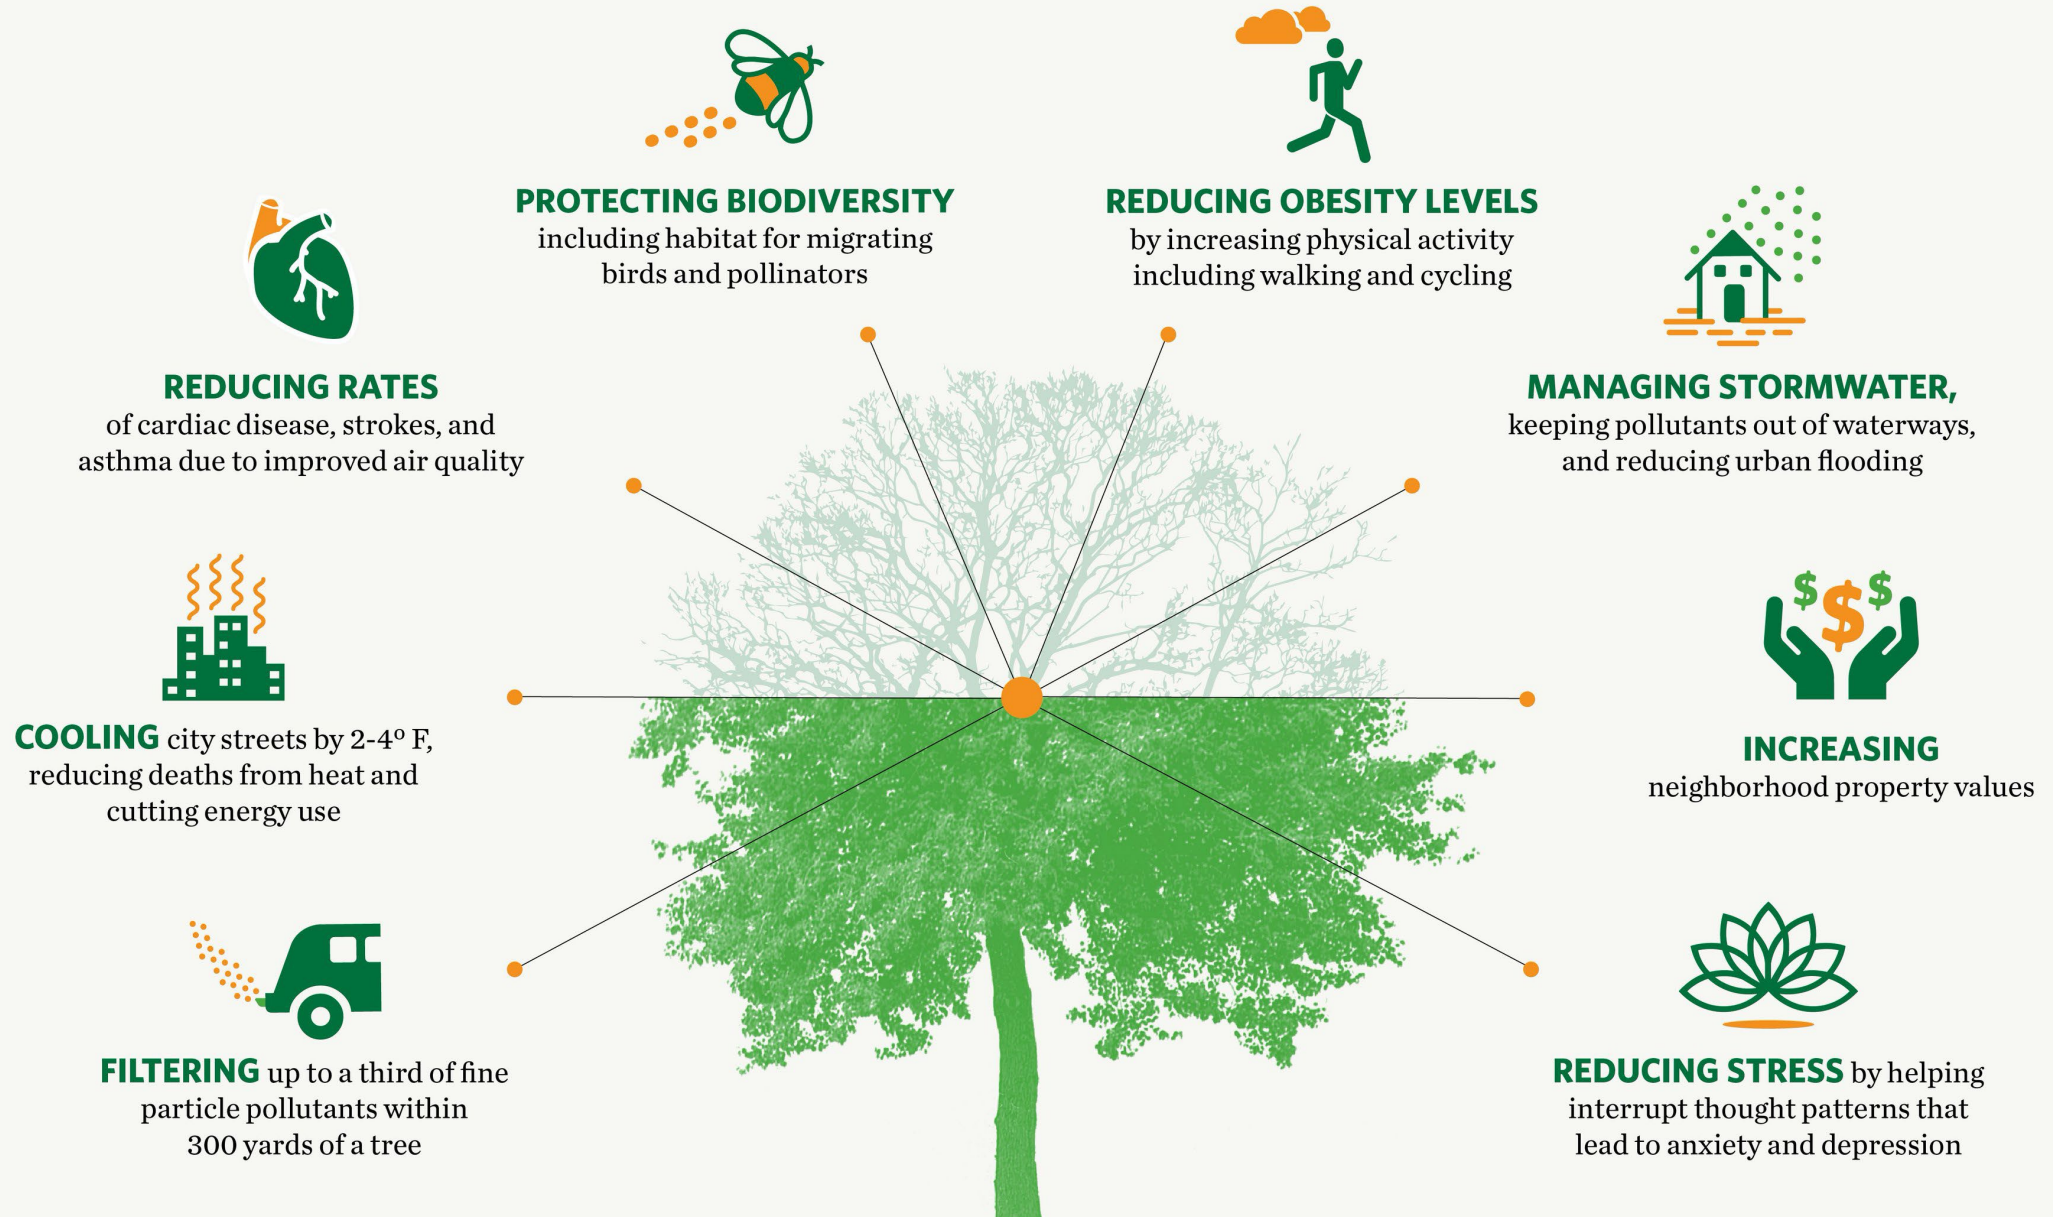 PROTECTING BIODIVERSITY
including habitat for migrating
birds and pollinators
REDUCING OBESITY LEVELS
by increasing physical activity
including walking and cycling
REDUCING RATES
of cardiac disease, strokes, and
asthma due to improved air quality
MANAGING STORMWATER,
keeping pollutants out of waterways,
and reducing urban flooding
COOLING city streets by 2-4º F,
reducing deaths from heat and
cutting energy use
$ $ $
INCREASING
neighborhood property values
FILTERING up to a third of fine
particle pollutants within
300 yards of a tree
REDUCING STRESS by helping
interrupt thought patterns that
lead to anxiety and depression